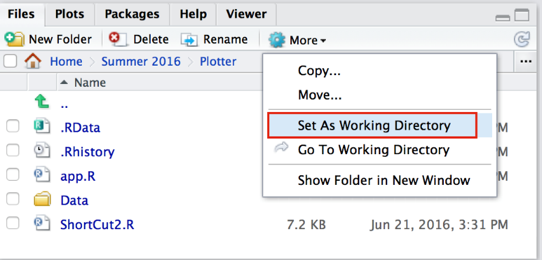 Files Plots Packages Help Viewer
New Folder Delete Rename More
Home Summer 2016 Plotter ...
Name
Copy...
Move...
..
Set As Working Directory
.RData PM
Go To Working Directory
.Rhistory PM
app.R PM
Show Folder in New Window
Data
ShortCut2.R 7.2 KB Jun 21, 2016, 3:31 PM